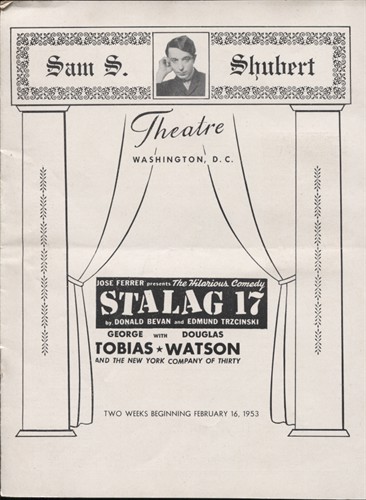 Sam S. Shubert
Theatre
WASHINGTON, D. C.
JOSE FERRER presents The Hilarious Comedy
STALAG 17
by DONALD BEVAN and EDMUND TRZCINSKI
GEORGE WITH DOUGLAS
TOBIAS ★ WATSON
AND THE NEW YORK COMPANY OF THIRTY
TWO WEEKS BEGINNING FEBRUARY 16, 1953